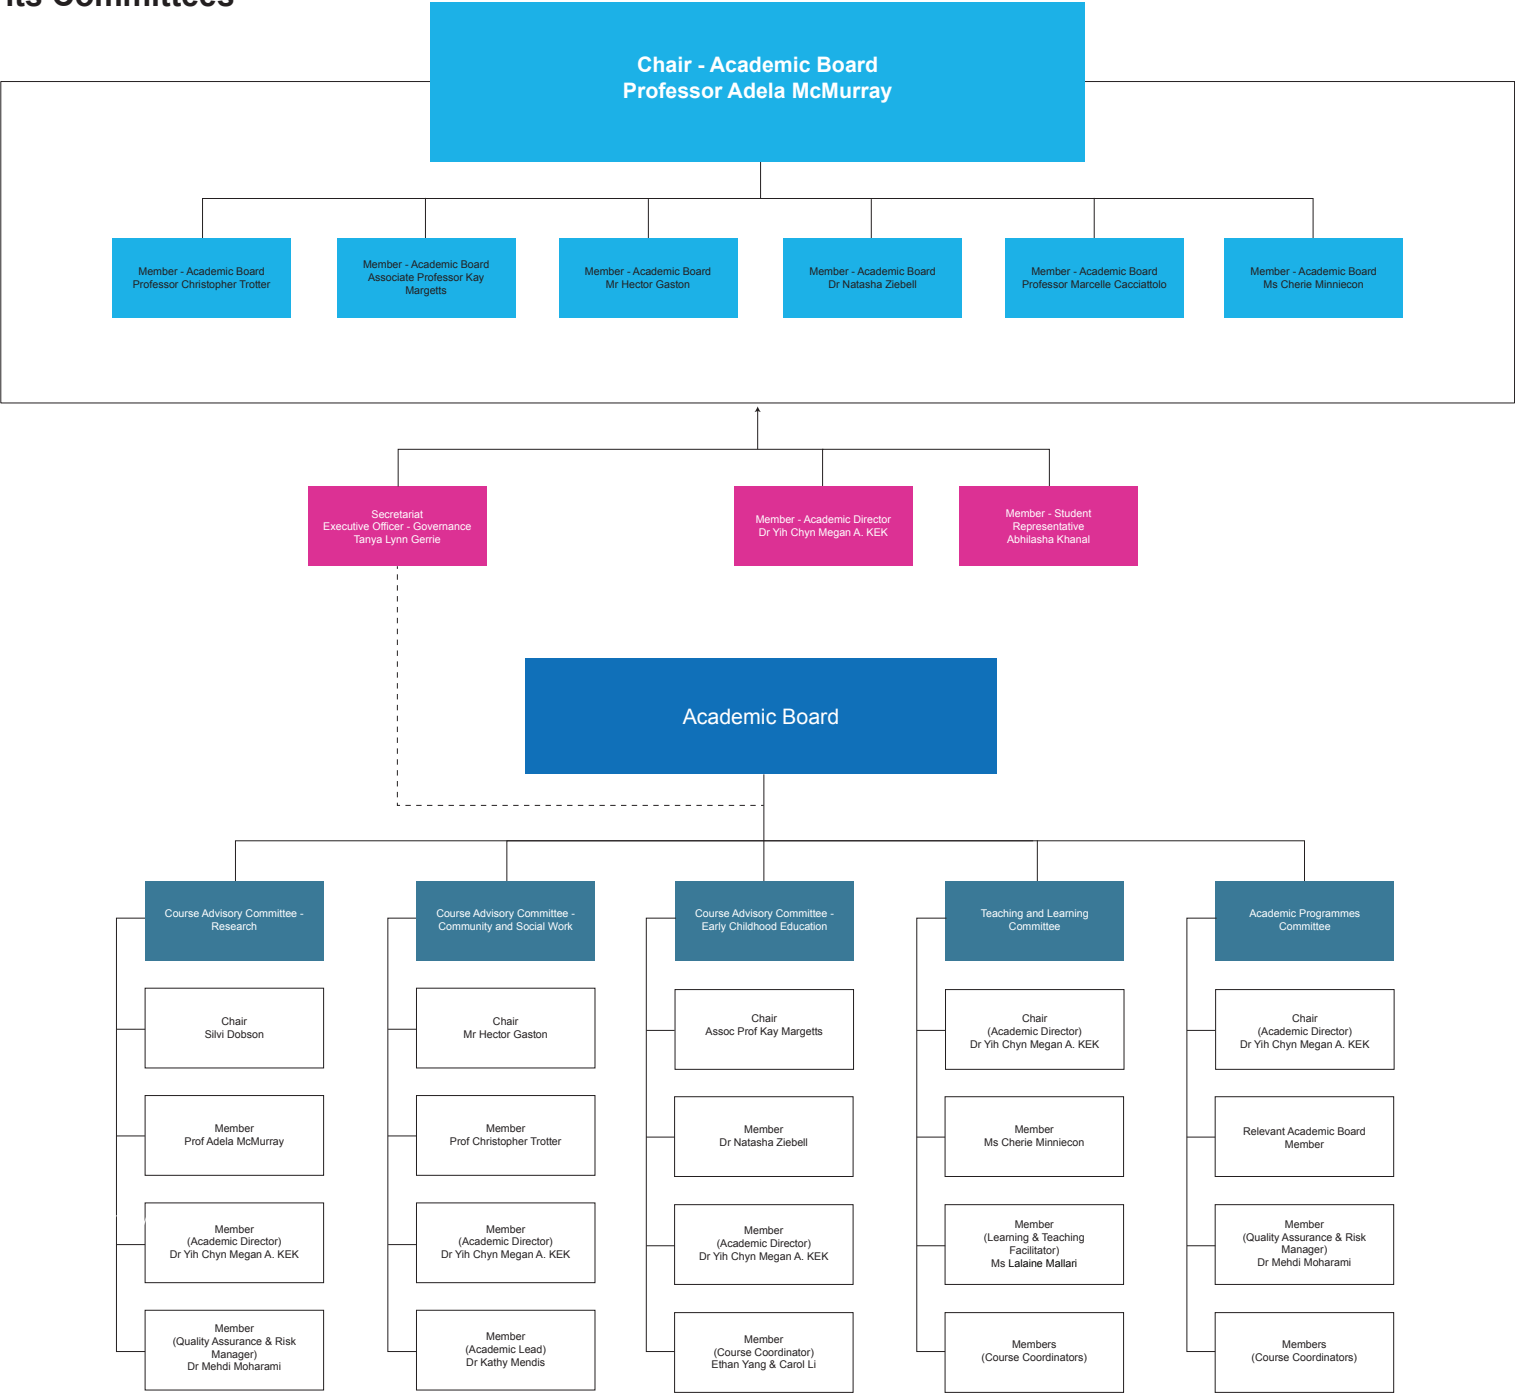 its Committees
Chair - Academic Board
Professor Adela McMurray
Member - Academic Board
Professor Christopher Trotter
Member - Academic Board
Associate Professor Kay
Margetts
Member - Academic Board
Mr Hector Gaston
Member - Academic Board
Dr Natasha Ziebell
Member - Academic Board
Professor Marcelle Cacciattolo
Member - Academic Board
Ms Cherie Minniecon
Secretariat
Executive Officer - Governance
Tanya Lynn Gerrie
Member - Academic Director
Dr Yih Chyn Megan A. KEK
Member - Student
Representative
Abhilasha Khanal
Academic Board
Course Advisory Committee -
Research
Course Advisory Committee -
Community and Social Work
Course Advisory Committee -
Early Childhood Education
Teaching and Learning
Committee
Academic Programmes
Committee
Chair
Silvi Dobson
Chair
Mr Hector Gaston
Chair
Assoc Prof Kay Margetts
Chair
(Academic Director)
Dr Yih Chyn Megan A. KEK
Chair
(Academic Director)
Dr Yih Chyn Megan A. KEK
Member
Prof Adela McMurray
Member
Prof Christopher Trotter
Member
Dr Natasha Ziebell
Member
Ms Cherie Minniecon
Relevant Academic Board
Member
Member
(Academic Director)
Dr Yih Chyn Megan A. KEK
Member
(Academic Director)
Dr Yih Chyn Megan A. KEK
Member
(Academic Director)
Dr Yih Chyn Megan A. KEK
Member
(Learning & Teaching
Facilitator)
Ms Lalaine Mallari
Member
(Quality Assurance & Risk
Manager)
Dr Mehdi Moharami
Member
(Quality Assurance & Risk
Manager)
Dr Mehdi Moharami
Member
(Academic Lead)
Dr Kathy Mendis
Member
(Course Coordinator)
Ethan Yang & Carol Li
Members
(Course Coordinators)
Members
(Course Coordinators)